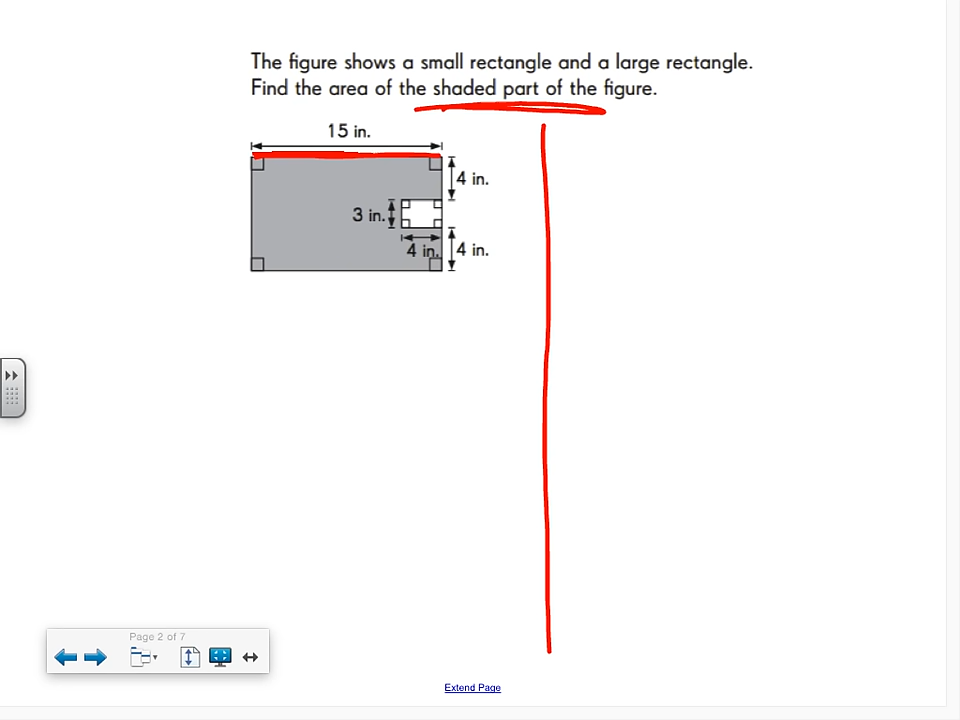 The figure shows a small rectangle and a large rectangle.
Find the area of the shaded part of the figure.
15 in.
4 in.
3 in.
4 in.
4 in.
Page 2 of 7
Extend Page